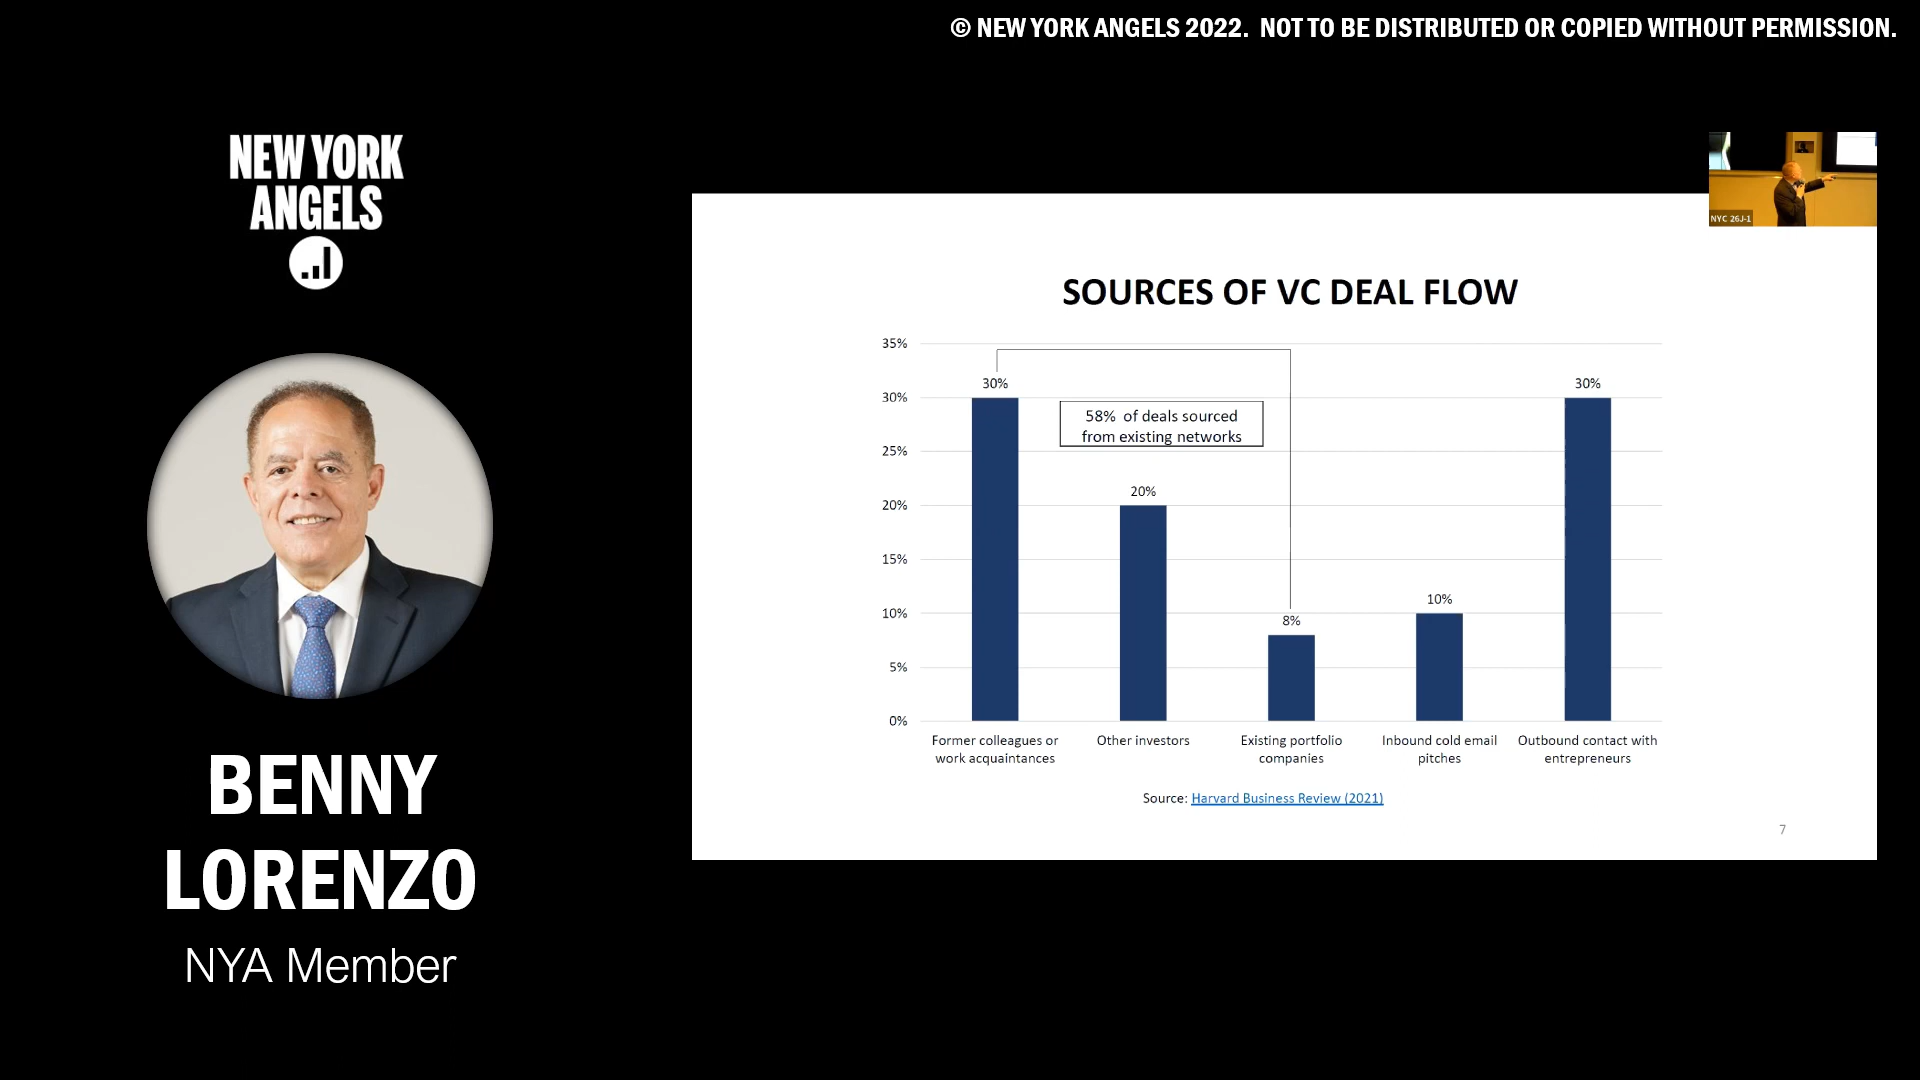 © NEW YORK ANGELS 2022.  NOT TO BE DISTRIBUTED OR COPIED WITHOUT PERMISSION.
NEW YORK
ANGELS
BENNY
LORENZO
NYA Member
NYC 26J-1
SOURCES OF VC DEAL FLOW
35%
30%
25%
20%
15%
10%
5%
0%
30%
20%
8%
10%
30%
58%  of deals sourced
from existing networks
Former colleagues or
work acquaintances
Other investors
Existing portfolio
companies
Inbound cold email
pitches
Outbound contact with
entrepreneurs
Source: Harvard Business Review (2021)
7